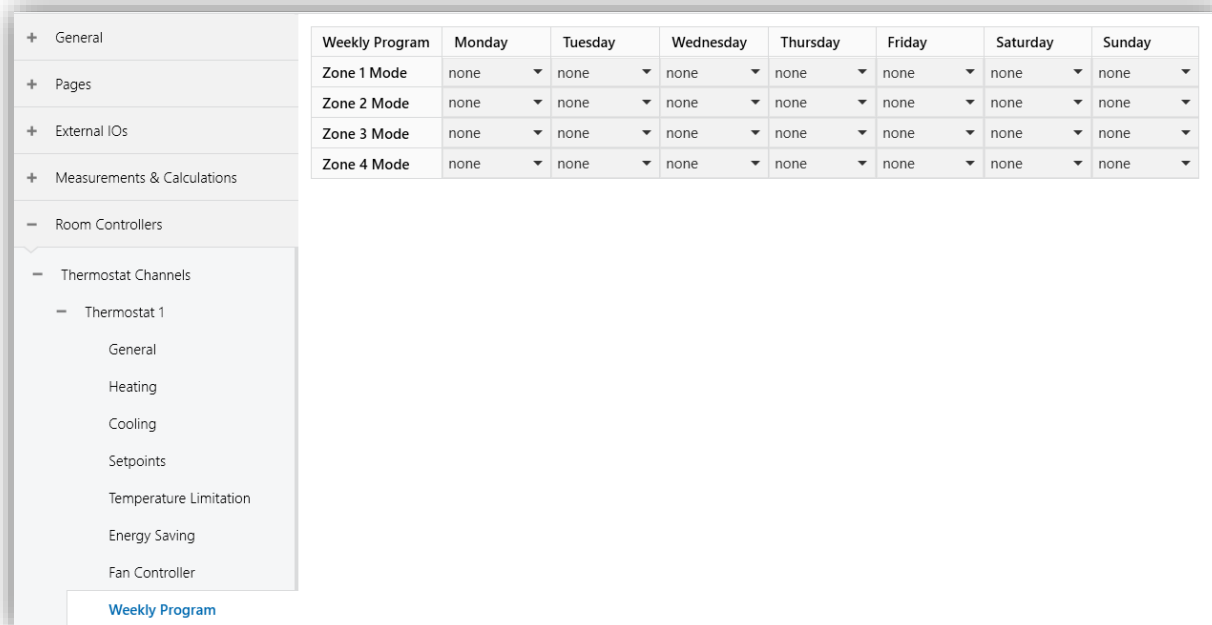 General
Pages
External IOs
Measurements & Calculations
Room Controllers
Thermostat Channels
Thermostat 1
General
Heating
Cooling
Setpoints
Temperature Limitation
Energy Saving
Fan Controller
Weekly Program
Weekly Program Monday Tuesday Wednesday Thursday Friday Saturday Sunday
Zone 1 Mode none none none none none none none
Zone 2 Mode none none none none none none none
Zone 3 Mode none none none none none none none
Zone 4 Mode none none none none none none none